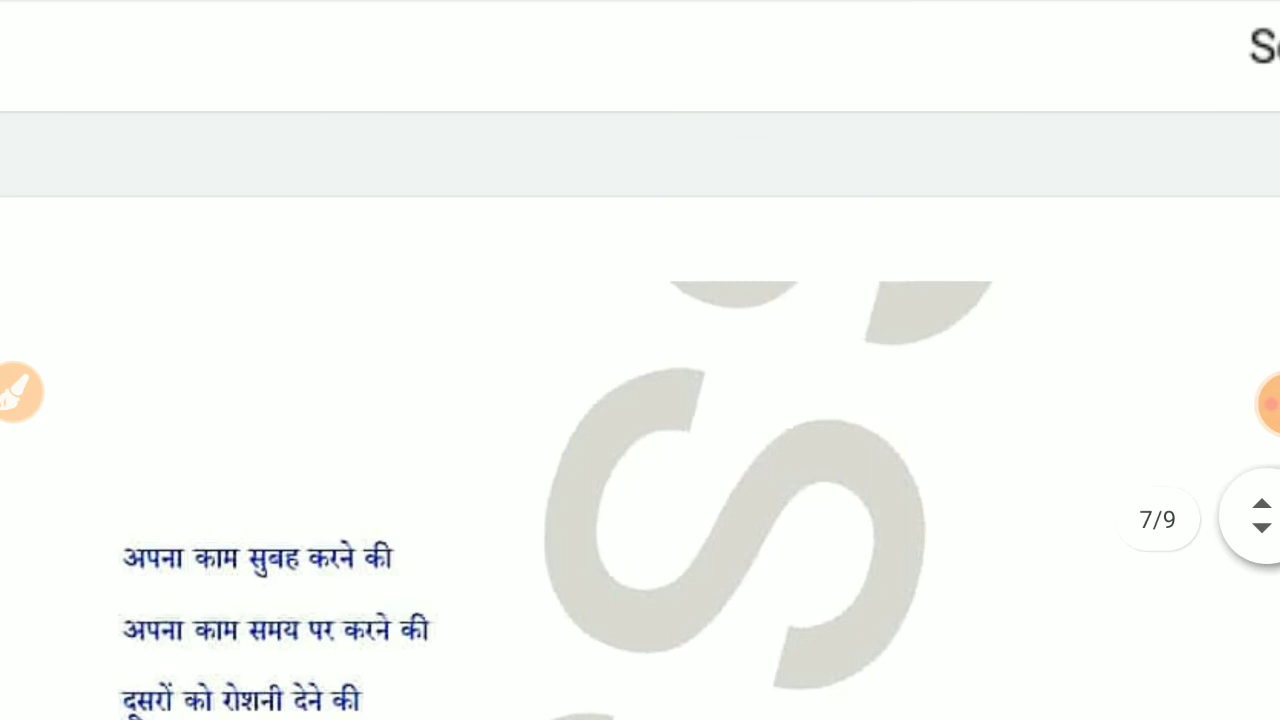 7/9
अपना काम सुबह करने की
अपना काम समय पर करने की
दूसरों को रोशनी देने की